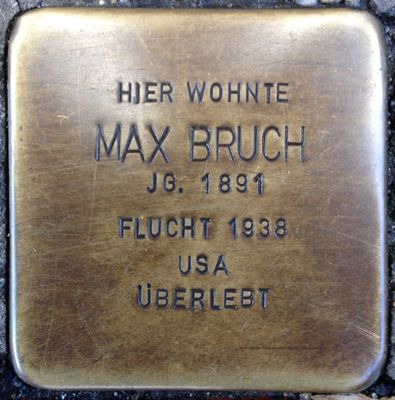 HIER WOHNTE
MAX BRUCH
JG. 1891
FLUCHT 1938
USA
ÜBERLEBT